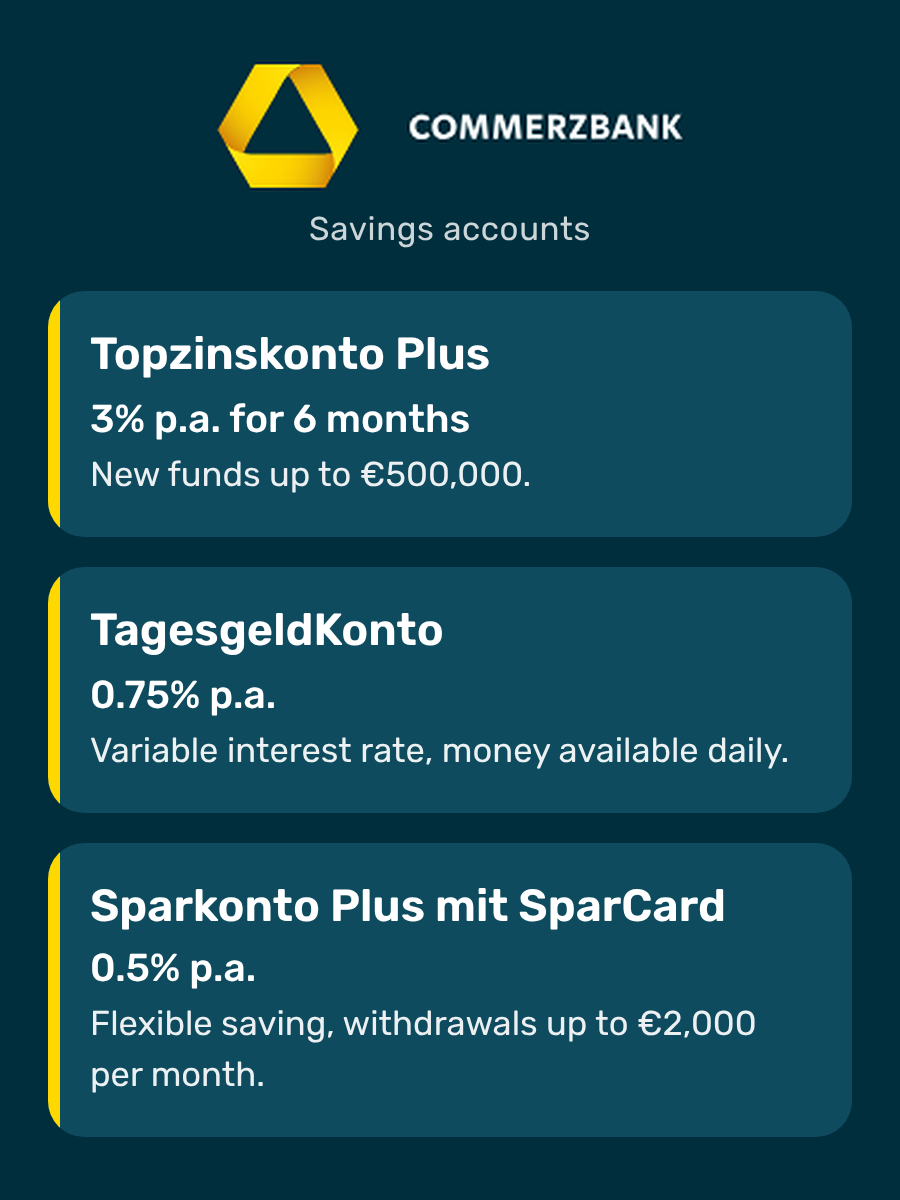 COMMERZBANK
Savings accounts
Topzinskonto Plus
3% p.a. for 6 months
New funds up to €500,000.
TagesgeldKonto
0.75% p.a.
Variable interest rate, money available daily.
Sparkonto Plus mit SparCard
0.5% p.a.
Flexible saving, withdrawals up to €2,000
per month.